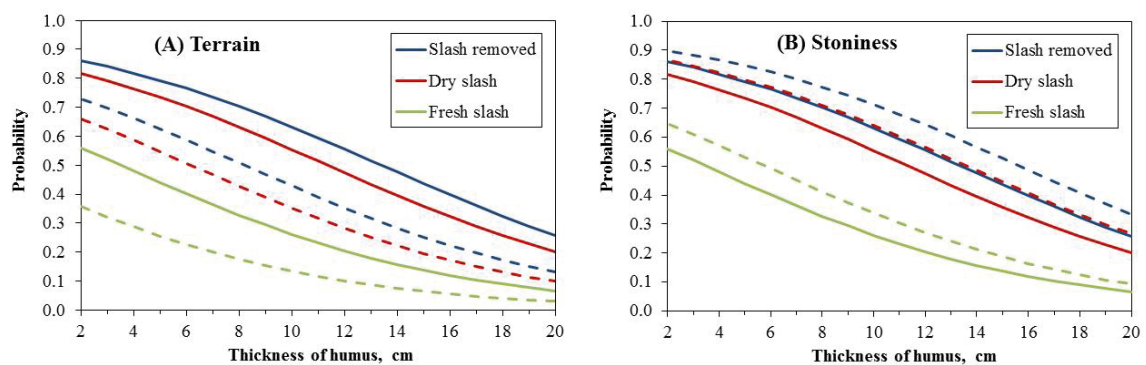 (A) Terrain
Slash removed
Dry slash
Fresh slash
Probability
1.0
0.9
0.8
0.7
0.6
0.5
0.4
0.3
0.2
0.1
0.0
2 4 6 8 10 12 14 16 18 20
Thickness of humus, cm
(B) Stoniness
Slash removed
Dry slash
Fresh slash
Probability
1.0
0.9
0.8
0.7
0.6
0.5
0.4
0.3
0.2
0.1
0.0
2 4 6 8 10 12 14 16 18 20
Thickness of humus, cm